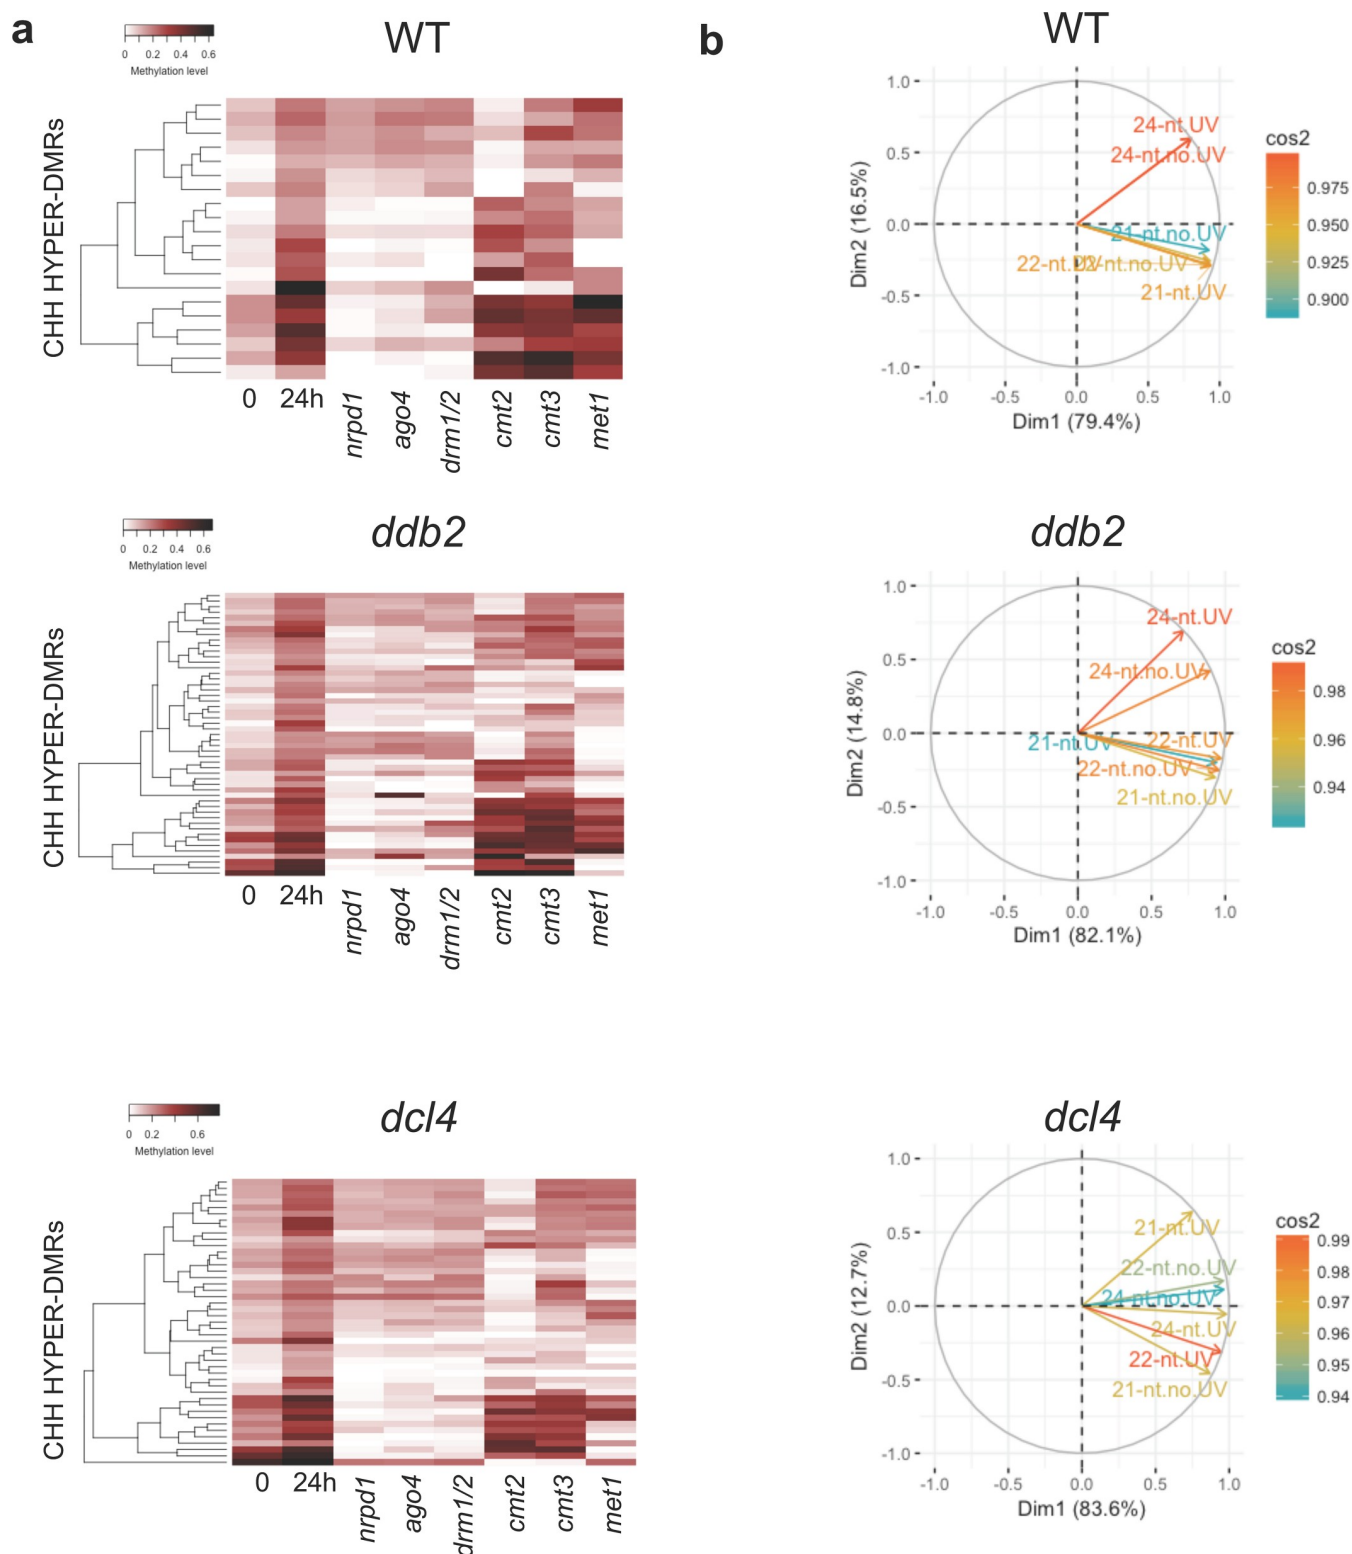 a
WT
0 0.2 0.4 0.6
Methylation level
CHH HYPER-DMRs
0 24h nrpd1 ago4 drm1/2 cmt2 cmt3 met1
b
WT
1.0
0.5
0.0
-0.5
-1.0
Dim2 (16.5%)
24-nt.UV
24-nt.no.UV
21-nt.no.UV
22-nt.UV
22-nt.no.UV
21-nt.UV
-1.0 -0.5 0.0 0.5 1.0
Dim1 (79.4%)
cos2
0.975
0.950
0.925
0.900
ddb2
0 0.2 0.4 0.6
Methylation level
CHH HYPER-DMRs
0 24h nrpd1 ago4 drm1/2 cmt2 cmt3 met1
ddb2
1.0
0.5
0.0
-0.5
-1.0
Dim2 (14.8%)
24-nt.UV
24-nt.no.UV
21-nt.UV
22-nt.UV
22-nt.no.UV
21-nt.no.UV
-1.0 -0.5 0.0 0.5 1.0
Dim1 (82.1%)
cos2
0.98
0.96
0.94
dcl4
0 0.2 0.6
Methylation level
CHH HYPER-DMRs
0 24h nrpd1 ago4 drm1/2 cmt2 cmt3 met1
dcl4
1.0
0.5
0.0
-0.5
-1.0
Dim2 (12.7%)
21-nt.UV
22-nt.no.UV
24-nt.no.UV
24-nt.UV
22-nt.UV
21-nt.no.UV
-1.0 -0.5 0.0 0.5 1.0
Dim1 (83.6%)
cos2
0.99
0.98
0.97
0.96
0.95
0.94